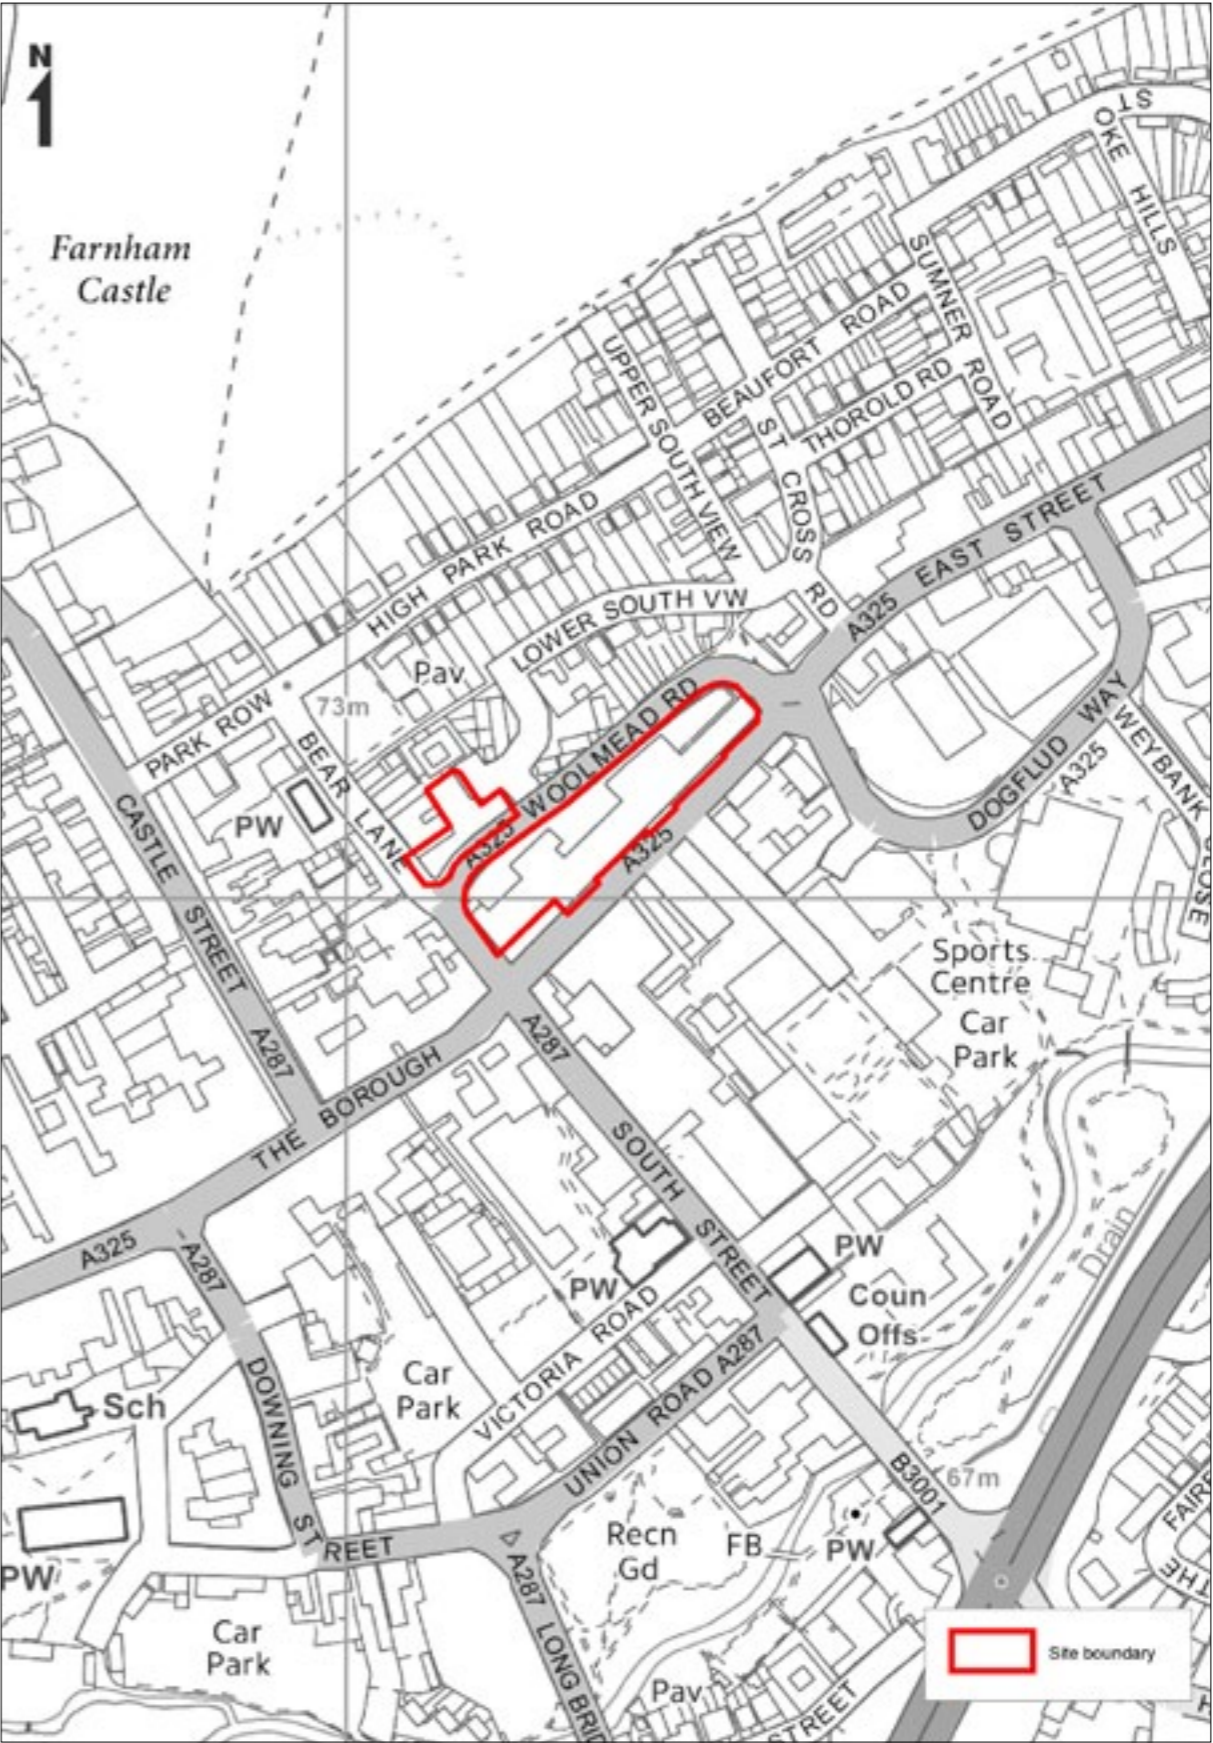 N
STOKE HILLS
Farnham
Castle
SUMNER ROAD
BEAUFORT ROAD
UPPER SOUTH VIEW
THOROLD RD
ST CROSS RD
EAST STREET
A325
HIGH PARK ROAD
LOWER SOUTH VW
Pav
73m
PARK ROW
BEAR LANE
WOOLMEAD RD
A325
A325
DOGFLUD WAY
A325
WEYBANK CLOSE
PW
CASTLE STREET
A287
Sports
Centre
Car
Park
A287
THE BOROUGH
SOUTH STREET
A325
A287
Drain
PW
PW
Coun
Offs
VICTORIA ROAD
Car
Park
Sch
DOWNING STREET
UNION ROAD A287
B3001
67m
Recn
Gd
FB
PW
PW
A287
LONG BRID
Car
Park
Pav
STREET
THE
FAIR
Site boundary